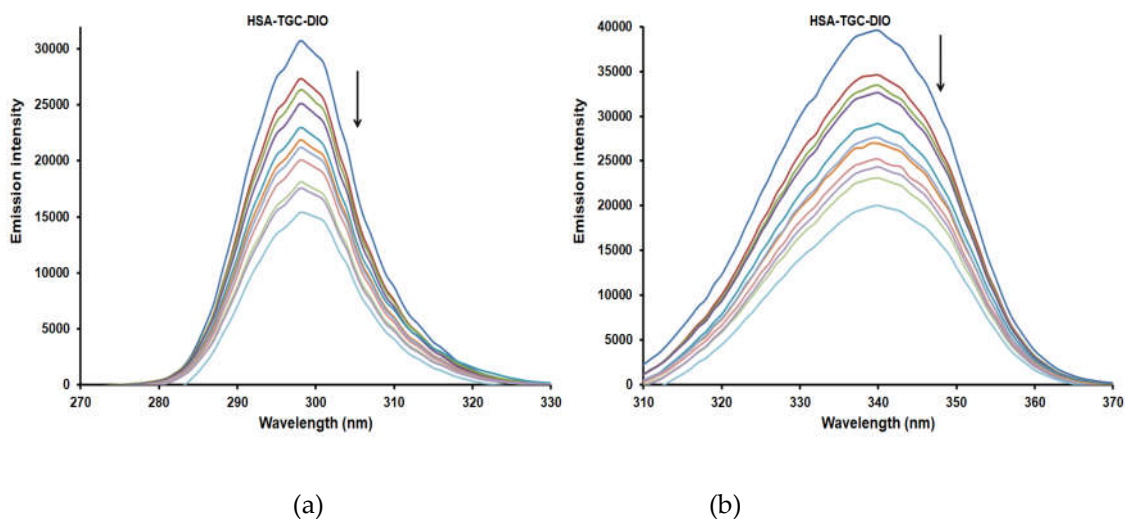 HSA-TGC-DIO
30000
25000
20000
15000
10000
5000
0
Emission intensity
270 280 290 300 310 320 330
Wavelength (nm)
(a)
HSA-TGC-DIO
40000
35000
30000
25000
20000
15000
10000
5000
0
Emission intensity
310 320 330 340 350 360 370
Wavelength (nm)
(b)